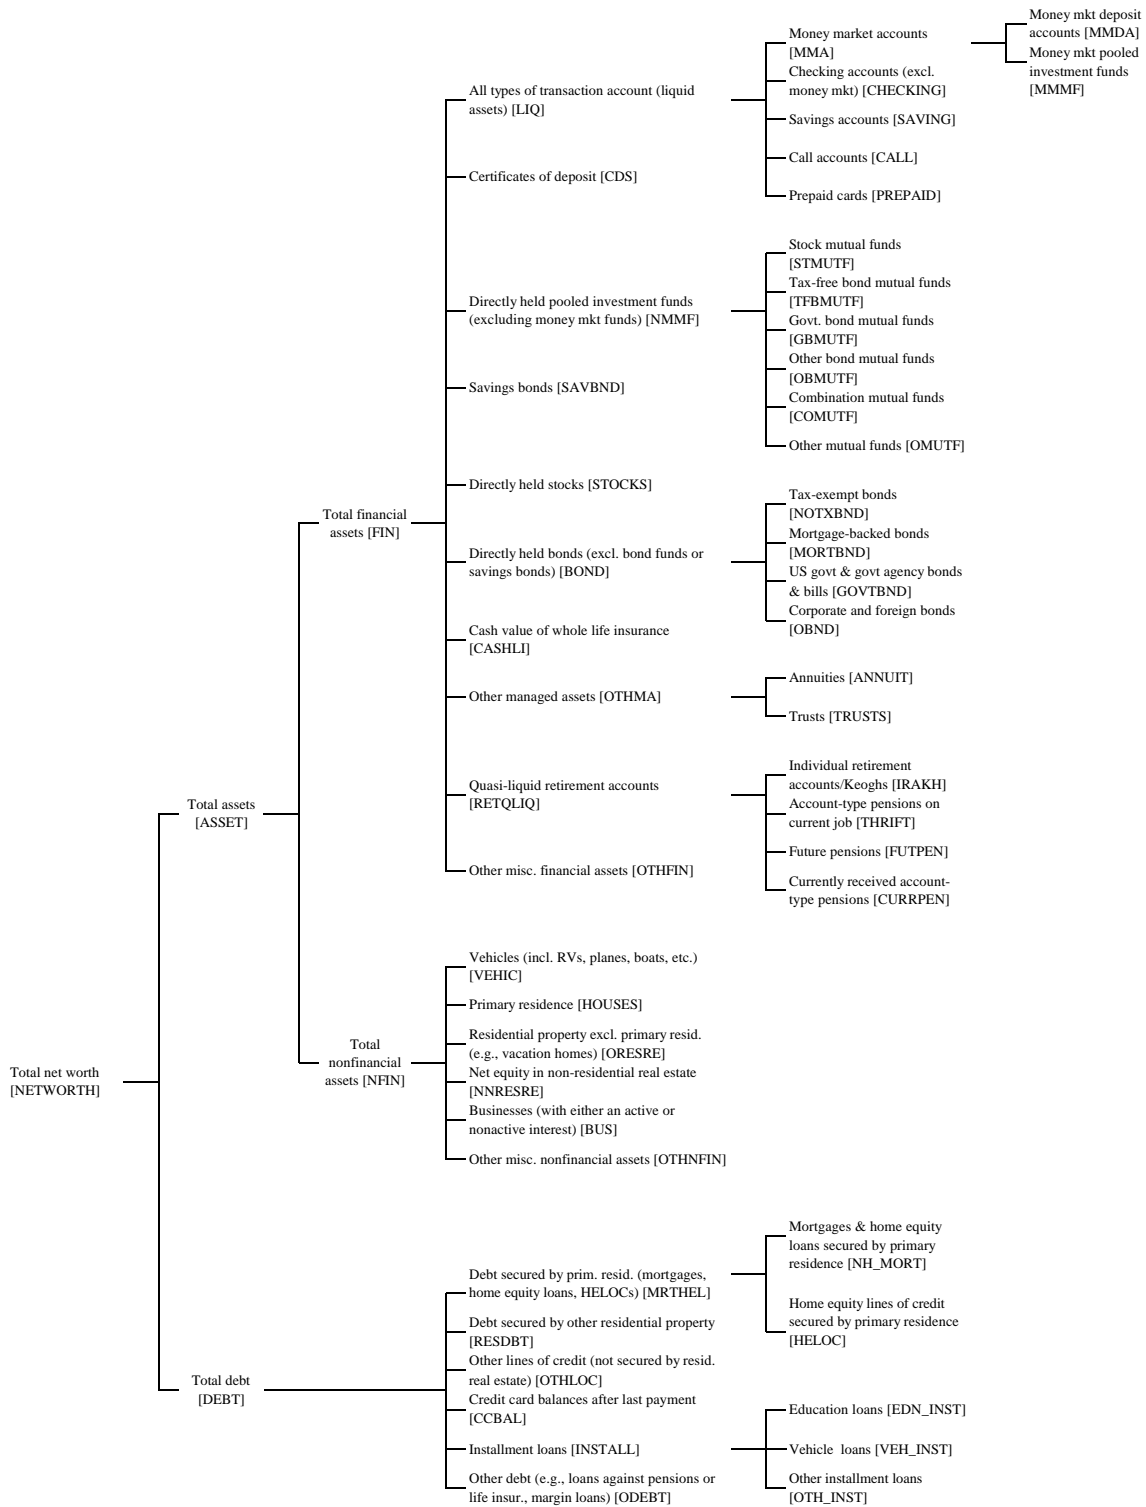 Total net worth
[NETWORTH]
Total assets
[ASSET]
Total financial
assets [FIN]
All types of transaction account (liquid
assets) [LIQ]
Money market accounts
[MMA]
Money mkt deposit
accounts [MMDA]
Money mkt pooled
investment funds
[MMMF]
Checking accounts (excl.
money mkt) [CHECKING]
Savings accounts [SAVING]
Call accounts [CALL]
Prepaid cards [PREPAID]
Certificates of deposit [CDS]
Directly held pooled investment funds
(excluding money mkt funds) [NMMF]
Stock mutual funds
[STMUTF]
Tax-free bond mutual funds
[TFBMUTF]
Govt. bond mutual funds
[GBMUTF]
Other bond mutual funds
[OBMUTF]
Combination mutual funds
[COMUTF]
Other mutual funds [OMUTF]
Savings bonds [SAVBND]
Directly held stocks [STOCKS]
Directly held bonds (excl. bond funds or
savings bonds) [BOND]
Tax-exempt bonds
[NOTXBND]
Mortgage-backed bonds
[MORTBND]
US govt & govt agency bonds
& bills [GOVTBND]
Corporate and foreign bonds
[OBND]
Cash value of whole life insurance
[CASHLI]
Other managed assets [OTHMA]
Annuities [ANNUIT]
Trusts [TRUSTS]
Quasi-liquid retirement accounts
[RETQLIQ]
Individual retirement
accounts/Keoghs [IRAKH]
Account-type pensions on
current job [THRIFT]
Future pensions [FUTPEN]
Currently received account-
type pensions [CURRPEN]
Other misc. financial assets [OTHFIN]
Total
nonfinancial
assets [NFIN]
Vehicles (incl. RVs, planes, boats, etc.)
[VEHIC]
Primary residence [HOUSES]
Residential property excl. primary resid.
(e.g., vacation homes) [ORESRE]
Net equity in non-residential real estate
[NNRESRE]
Businesses (with either an active or
nonactive interest) [BUS]
Other misc. nonfinancial assets [OTHNFIN]
Total debt
[DEBT]
Debt secured by prim. resid. (mortgages,
home equity loans, HELOCs) [MRTHEL]
Mortgages & home equity
loans secured by primary
residence [NH_MORT]
Home equity lines of credit
secured by primary residence
[HELOC]
Debt secured by other residential property
[RESDBT]
Other lines of credit (not secured by resid.
real estate) [OTHLOC]
Credit card balances after last payment
[CCBAL]
Installment loans [INSTALL]
Education loans [EDN_INST]
Vehicle  loans [VEH_INST]
Other installment loans
[OTH_INST]
Other debt (e.g., loans against pensions or
life insur., margin loans) [ODEBT]